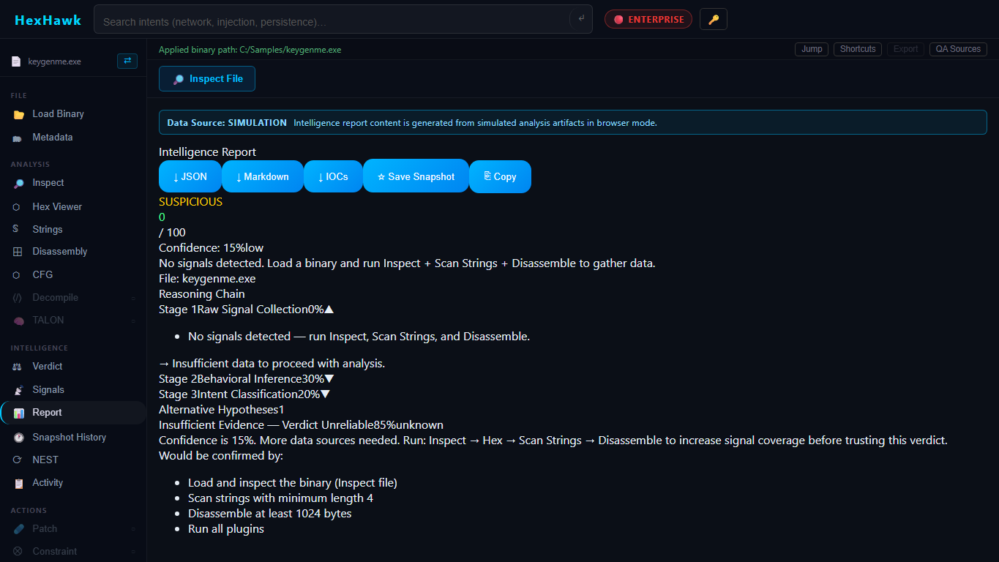 HexHawk
Search intents (network, injection, persistence)…
ENTERPRISE
keygenme.exe
Applied binary path: C:/Samples/keygenme.exe
Jump
Shortcuts
Export
QA Sources
FILE
Load Binary
Metadata
ANALYSIS
Inspect
Hex Viewer
Strings
Disassembly
CFG
Decompile
TALON
INTELLIGENCE
Verdict
Signals
Report
Snapshot History
NEST
Activity
ACTIONS
Patch
Constraint
Inspect File
Data Source: SIMULATION Intelligence report content is generated from simulated analysis artifacts in browser mode.
Intelligence Report
↓ JSON
↓ Markdown
↓ IOCs
☆ Save Snapshot
⎘ Copy
SUSPICIOUS
0
/ 100
Confidence: 15%low
No signals detected. Load a binary and run Inspect + Scan Strings + Disassemble to gather data.
File: keygenme.exe
Reasoning Chain
Stage 1Raw Signal Collection0%▲
• No signals detected — run Inspect, Scan Strings, and Disassemble.
→ Insufficient data to proceed with analysis.
Stage 2Behavioral Inference30%▼
Stage 3Intent Classification20%▼
Alternative Hypotheses1
Insufficient Evidence — Verdict Unreliable85%unknown
Confidence is 15%. More data sources needed. Run: Inspect → Hex → Scan Strings → Disassemble to increase signal coverage before trusting this verdict.
Would be confirmed by:
• Load and inspect the binary (Inspect file)
• Scan strings with minimum length 4
• Disassemble at least 1024 bytes
• Run all plugins